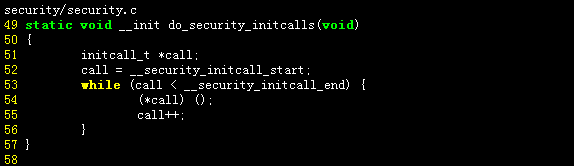 security/security.c
49 static void __init do_security_initcalls(void)
50 {
51         initcall_t *call;
52         call = __security_initcall_start;
53         while (call < __security_initcall_end) {
54                 (*call) ();
55                 call++;
56         }
57 }
58